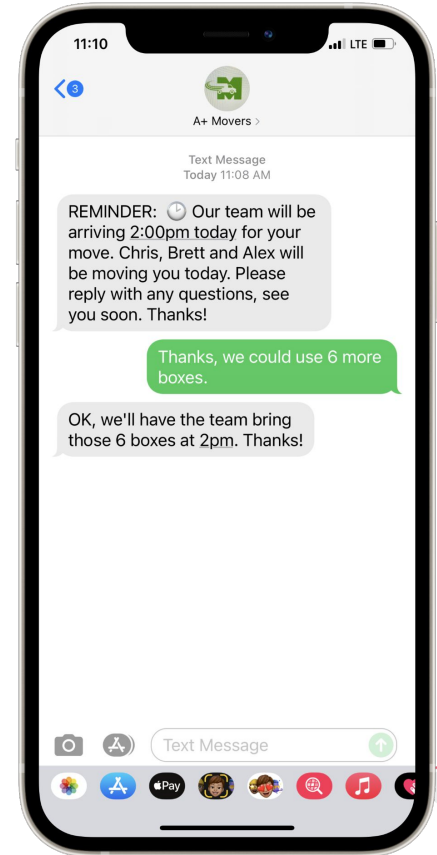 11:10
LTE
3
M
A+ Movers >
Text Message
Today 11:08 AM
REMINDER: 🕑 Our team will be
arriving 2:00pm today for your
move. Chris, Brett and Alex will
be moving you today. Please
reply with any questions, see
you soon. Thanks!
Thanks, we could use 6 more
boxes.
OK, we'll have the team bring
those 6 boxes at 2pm. Thanks!
Text Message
Pay